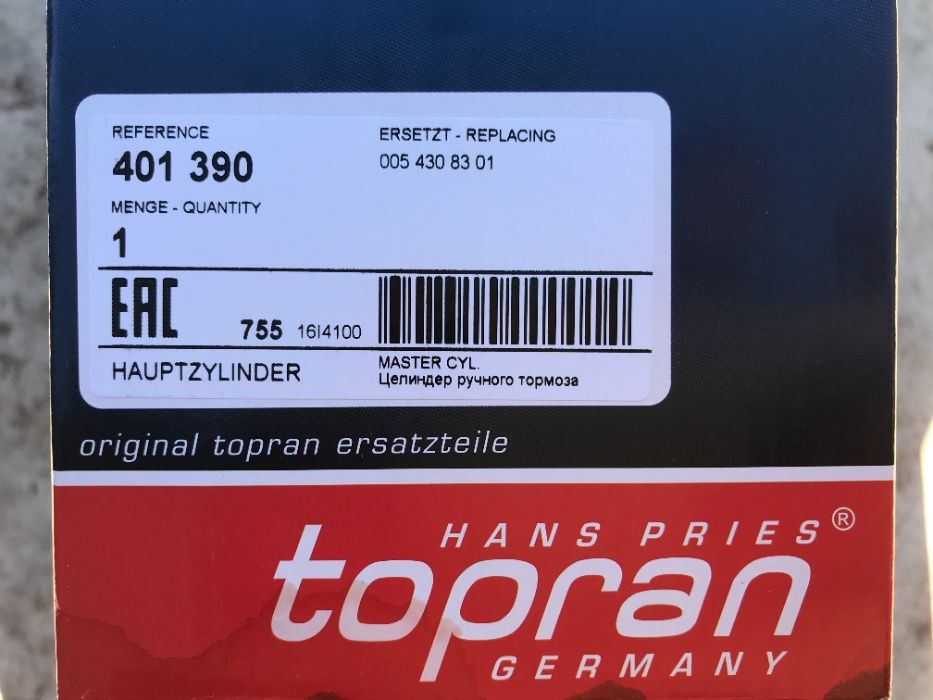 REFERENCE
401 390
MENGE - QUANTITY
1
ERSETZT - REPLACING
005 430 83 01
EAC
755 16I4100
HAUPTZYLINDER
MASTER CYL.
Целиндер ручного тормоза
original topran ersatzteile
HANS PRIES®
topran
GERMANY